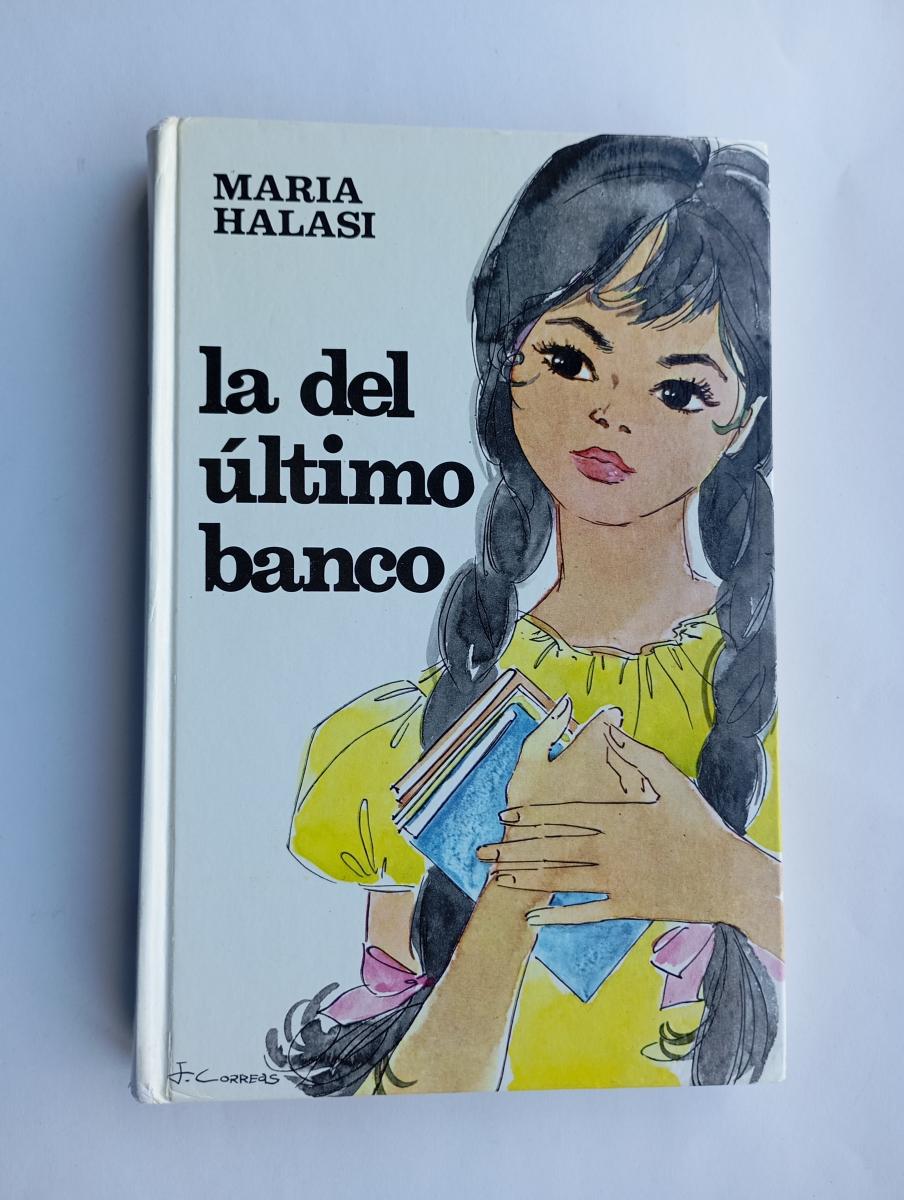 MARIA
HALASI
la del
último
banco
J. CORREAS